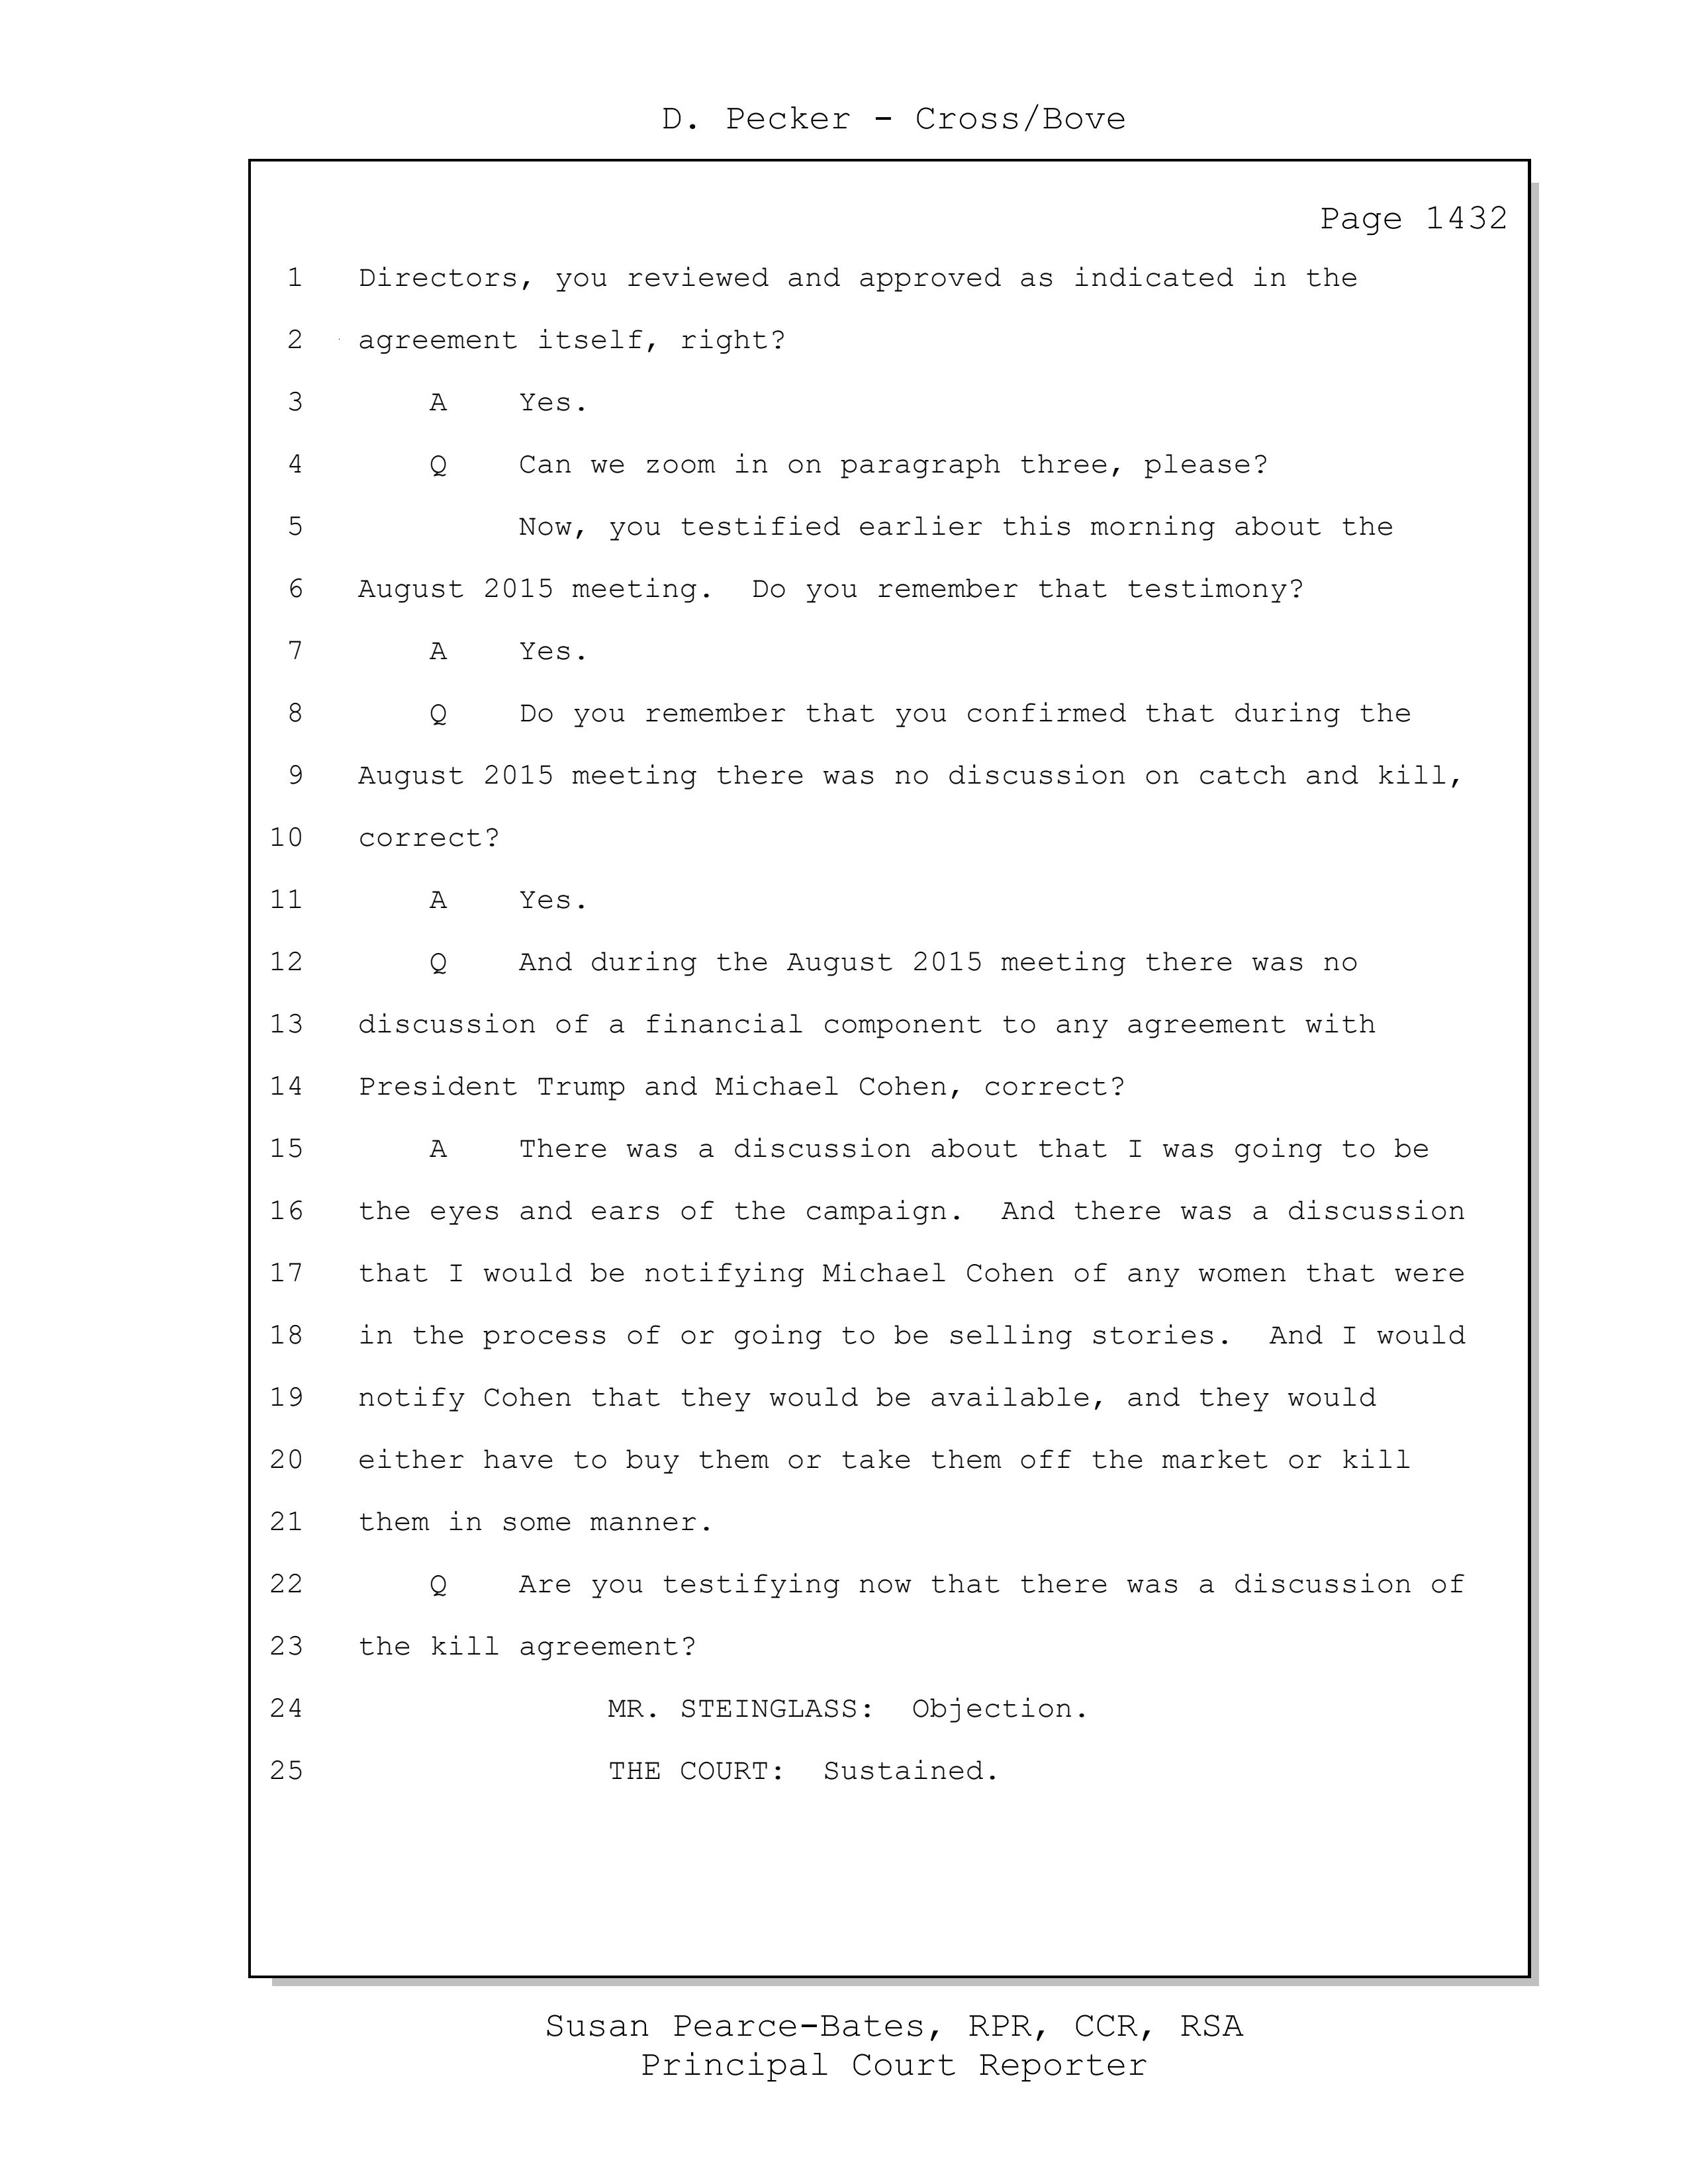 D. Pecker - Cross/Bove
Page 1432
1 Directors, you reviewed and approved as indicated in the
2 agreement itself, right?
3 A Yes.
4 Q Can we zoom in on paragraph three, please?
5 Now, you testified earlier this morning about the
6 August 2015 meeting. Do you remember that testimony?
7 A Yes.
8 Q Do you remember that you confirmed that during the
9 August 2015 meeting there was no discussion on catch and kill,
10 correct?
11 A Yes.
12 Q And during the August 2015 meeting there was no
13 discussion of a financial component to any agreement with
14 President Trump and Michael Cohen, correct?
15 A There was a discussion about that I was going to be
16 the eyes and ears of the campaign. And there was a discussion
17 that I would be notifying Michael Cohen of any women that were
18 in the process of or going to be selling stories. And I would
19 notify Cohen that they would be available, and they would
20 either have to buy them or take them off the market or kill
21 them in some manner.
22 Q Are you testifying now that there was a discussion of
23 the kill agreement?
24 MR. STEINGLASS: Objection.
25 THE COURT: Sustained.
Susan Pearce-Bates, RPR, CCR, RSA
Principal Court Reporter